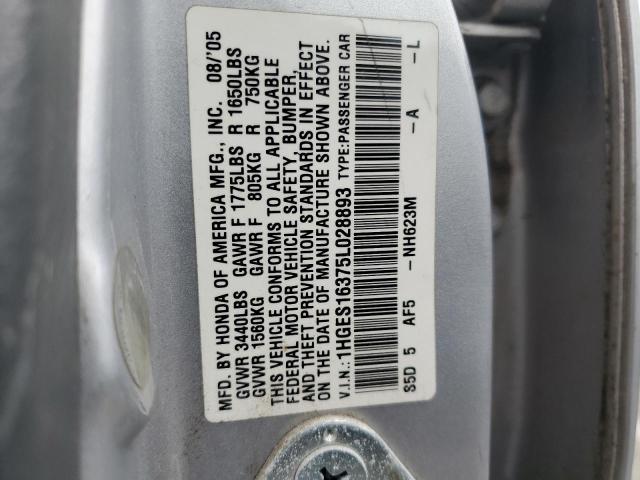 MFD. BY HONDA OF AMERICA MFG., INC. 08/'05
GVWR 3440LBS GAWR F 1775LBS R 1650LBS
GVWR 1560KG GAWR F 805KG R 750KG
THIS VEHICLE CONFORMS TO ALL APPLICABLE
FEDERAL MOTOR VEHICLE SAFETY, BUMPER,
AND THEFT PREVENTION STANDARDS IN EFFECT
ON THE DATE OF MANUFACTURE SHOWN ABOVE.
V.I.N.: 1HGES16375L028893 TYPE:PASSENGER CAR
S5D 5 AF5 -NH623M -A -L